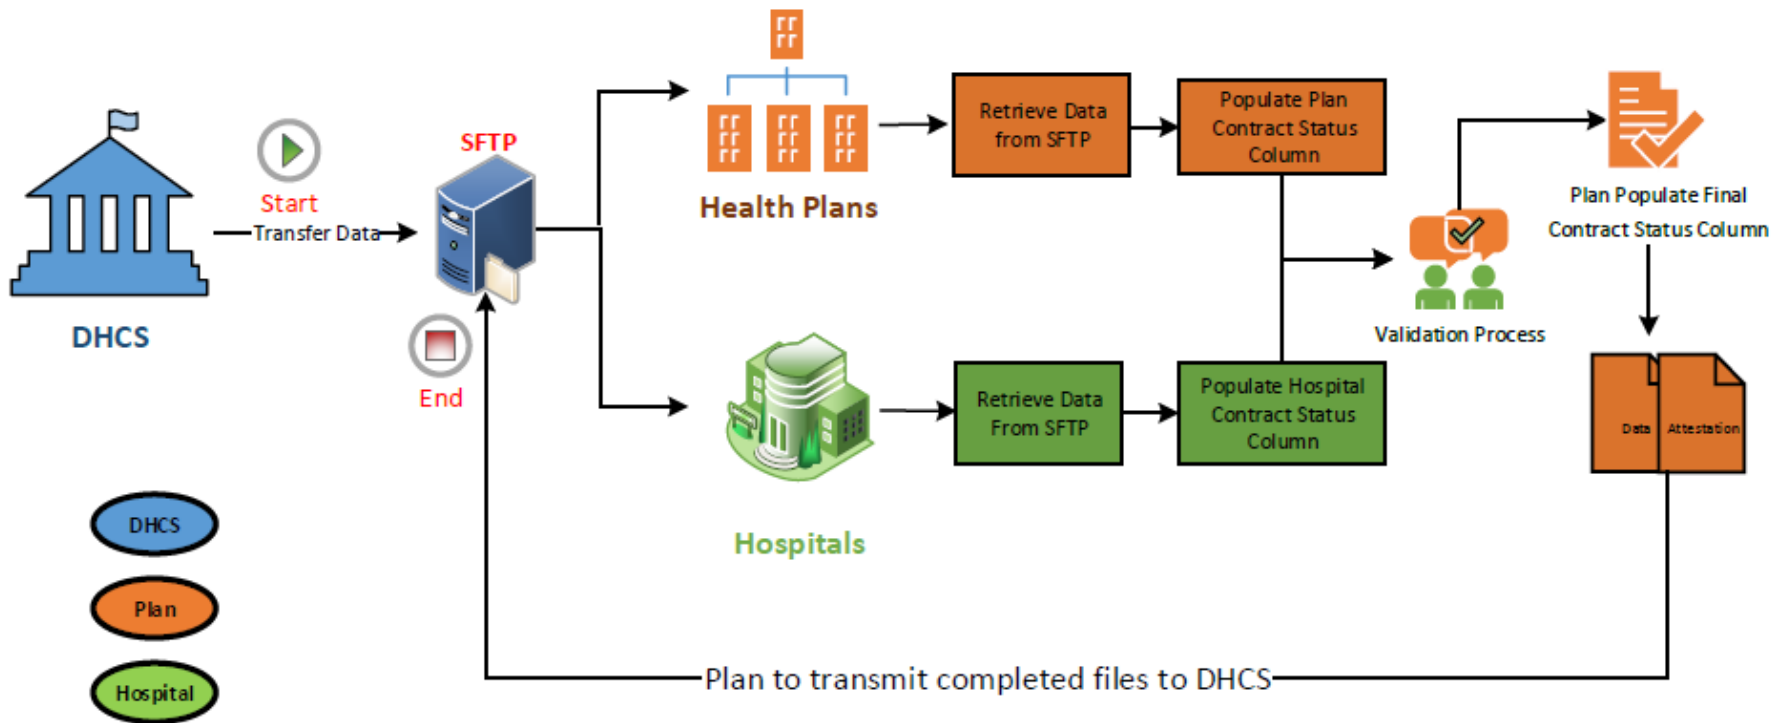 SFTP
Start
Transfer Data
DHCS
End
Health Plans
Retrieve Data
from SFTP
Populate Plan
Contract Status
Column
Plan Populate Final
Contract Status Column
Validation Process
Hospitals
Retrieve Data
From SFTP
Populate Hospital
Contract Status
Column
Data
Attestation
DHCS
Plan
Hospital
Plan to transmit completed files to DHCS